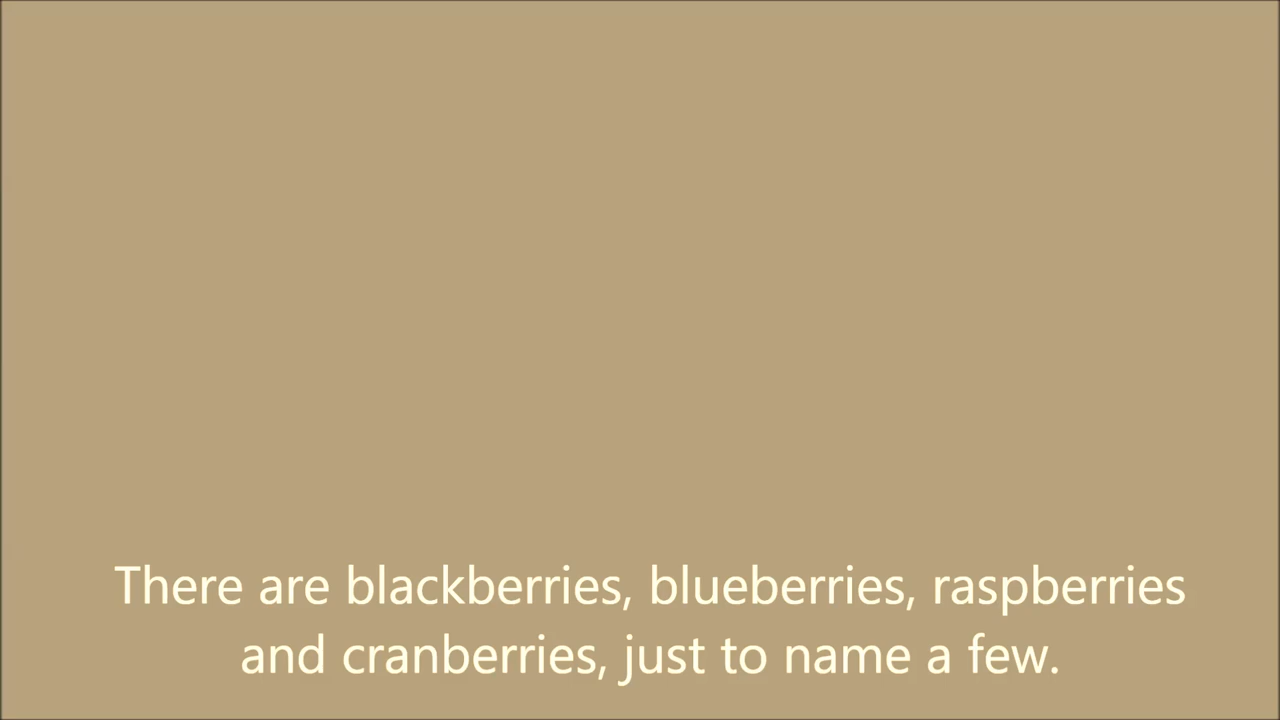 There are blackberries, blueberries, raspberries
and cranberries, just to name a few.